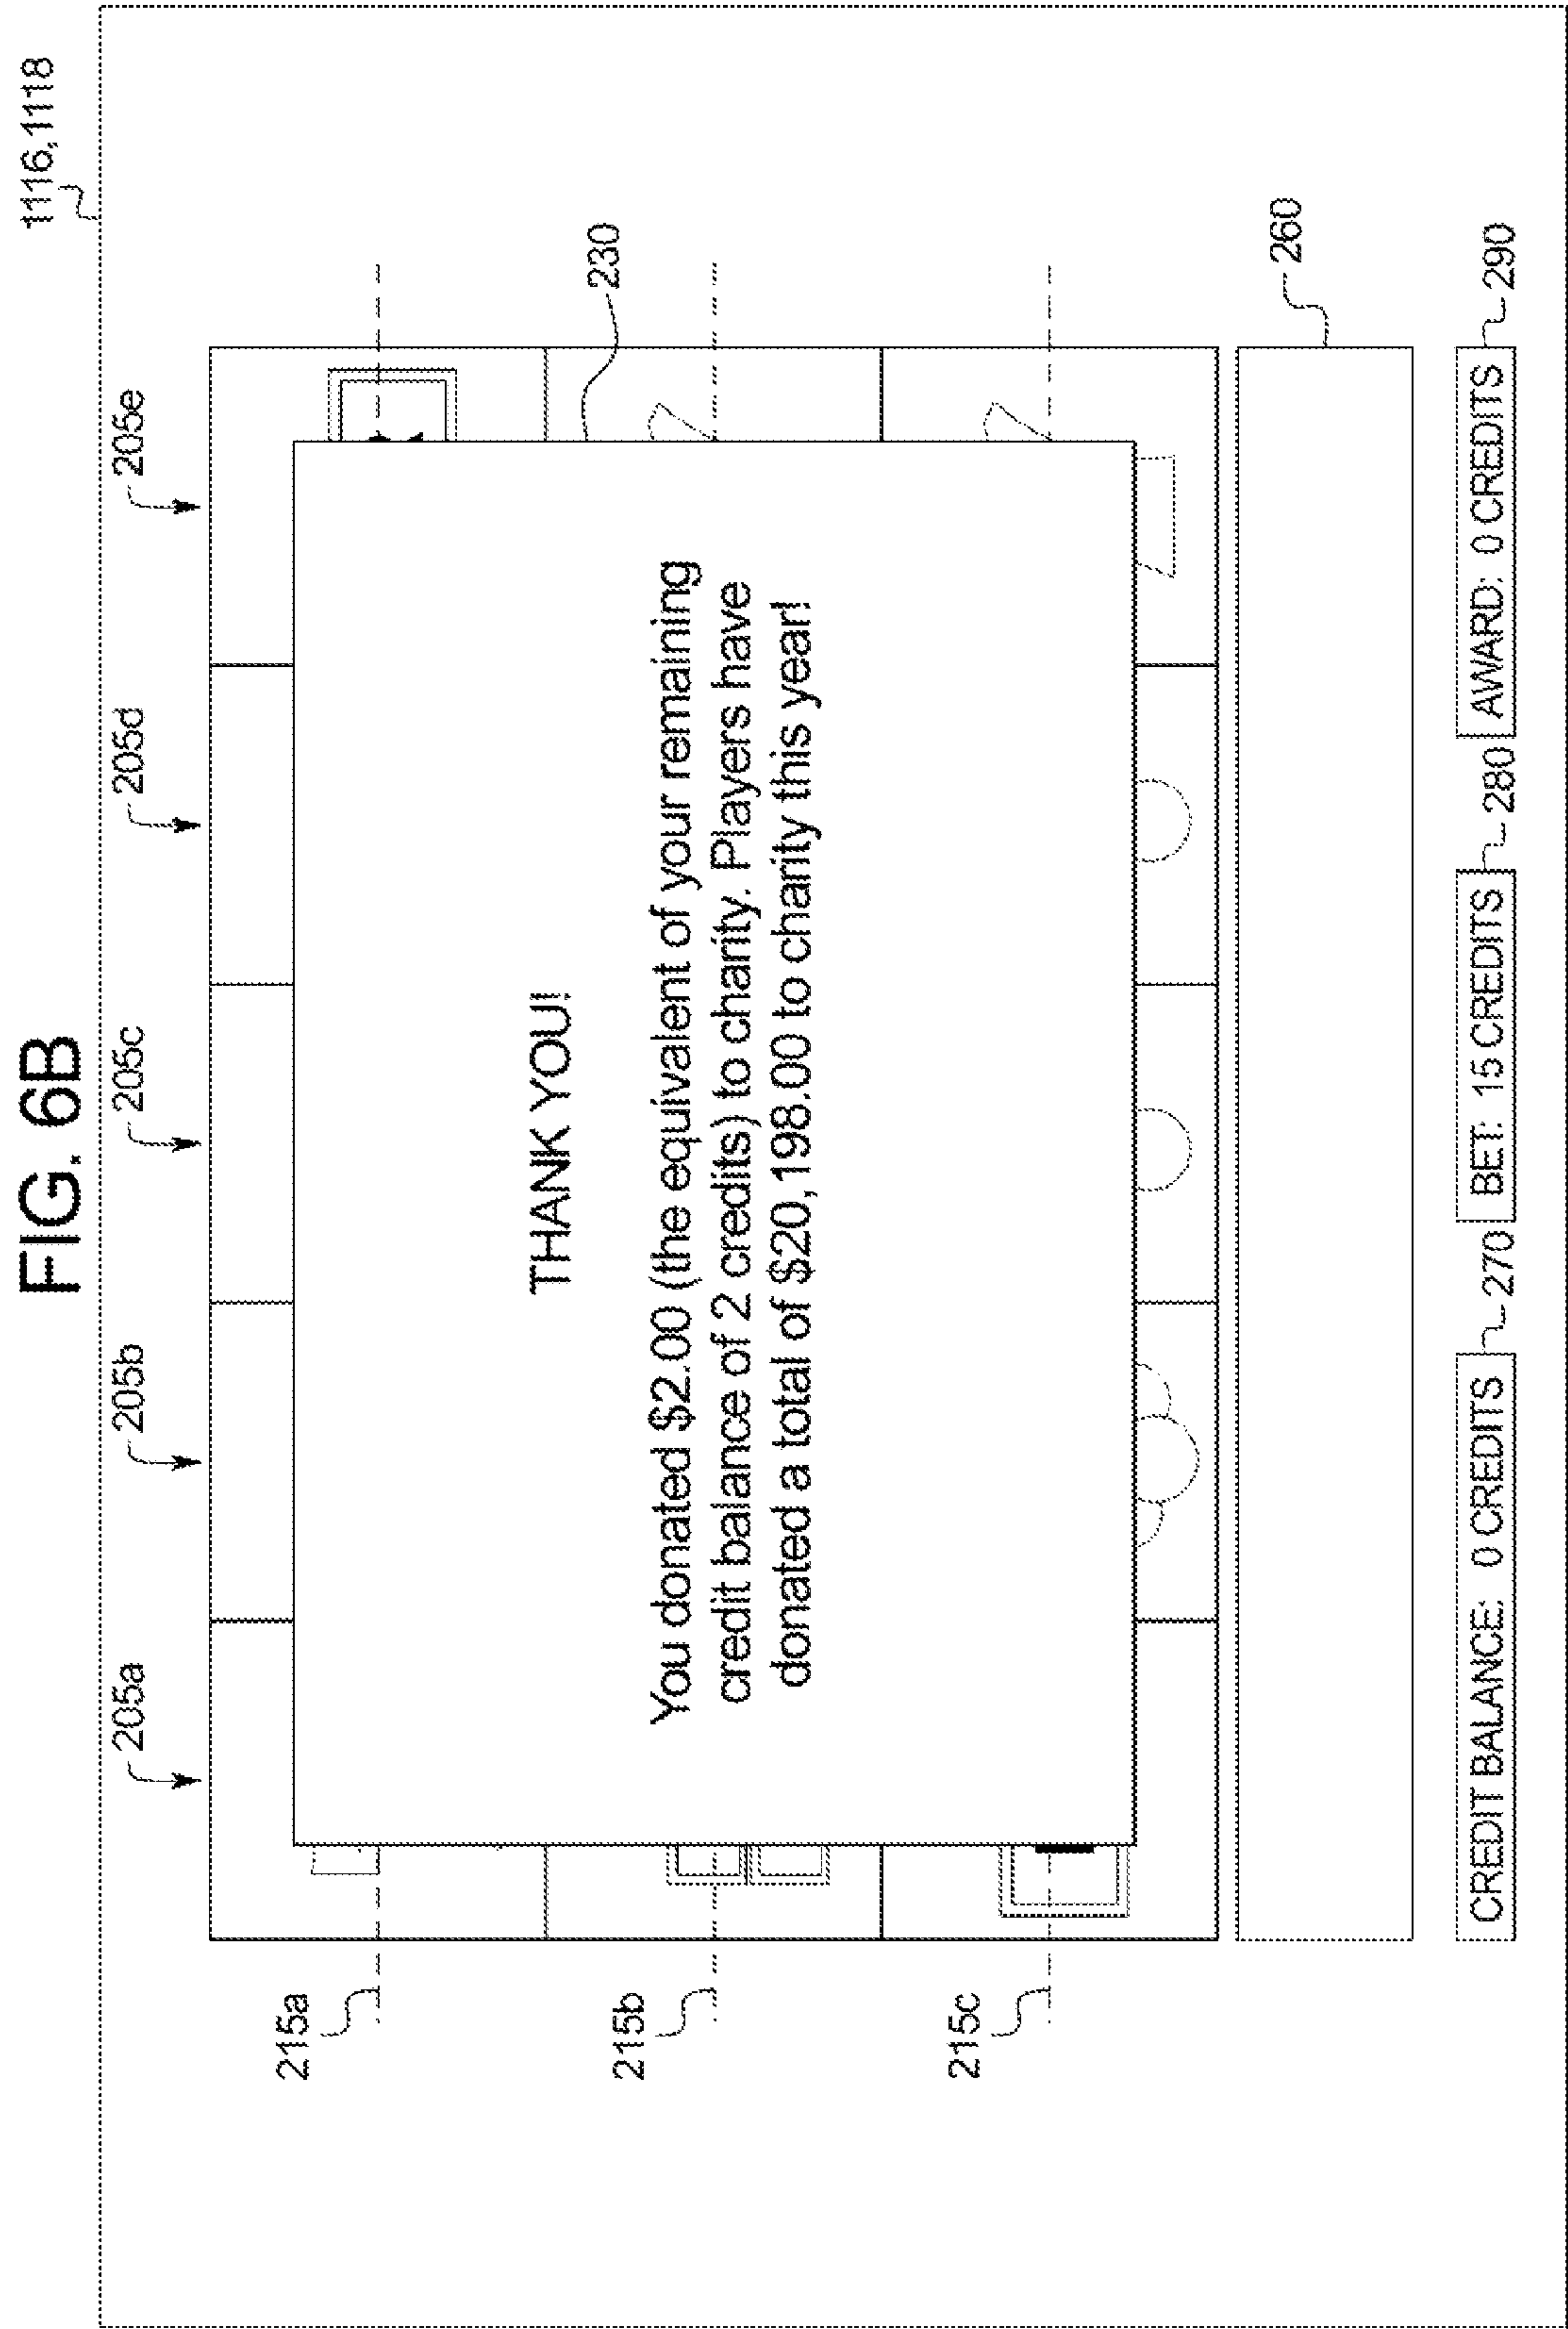 FIG. 6B
1116,1118
205a
205b
205c
205d
205e
215a
215b
215c
230
THANK YOU!
You donated $2.00 (the equivalent of your remaining
credit balance of 2 credits) to charity. Players have
donated a total of $20,198.00 to charity this year!
260
CREDIT BALANCE: 0 CREDITS
270
BET: 15 CREDITS
280
AWARD: 0 CREDITS
290